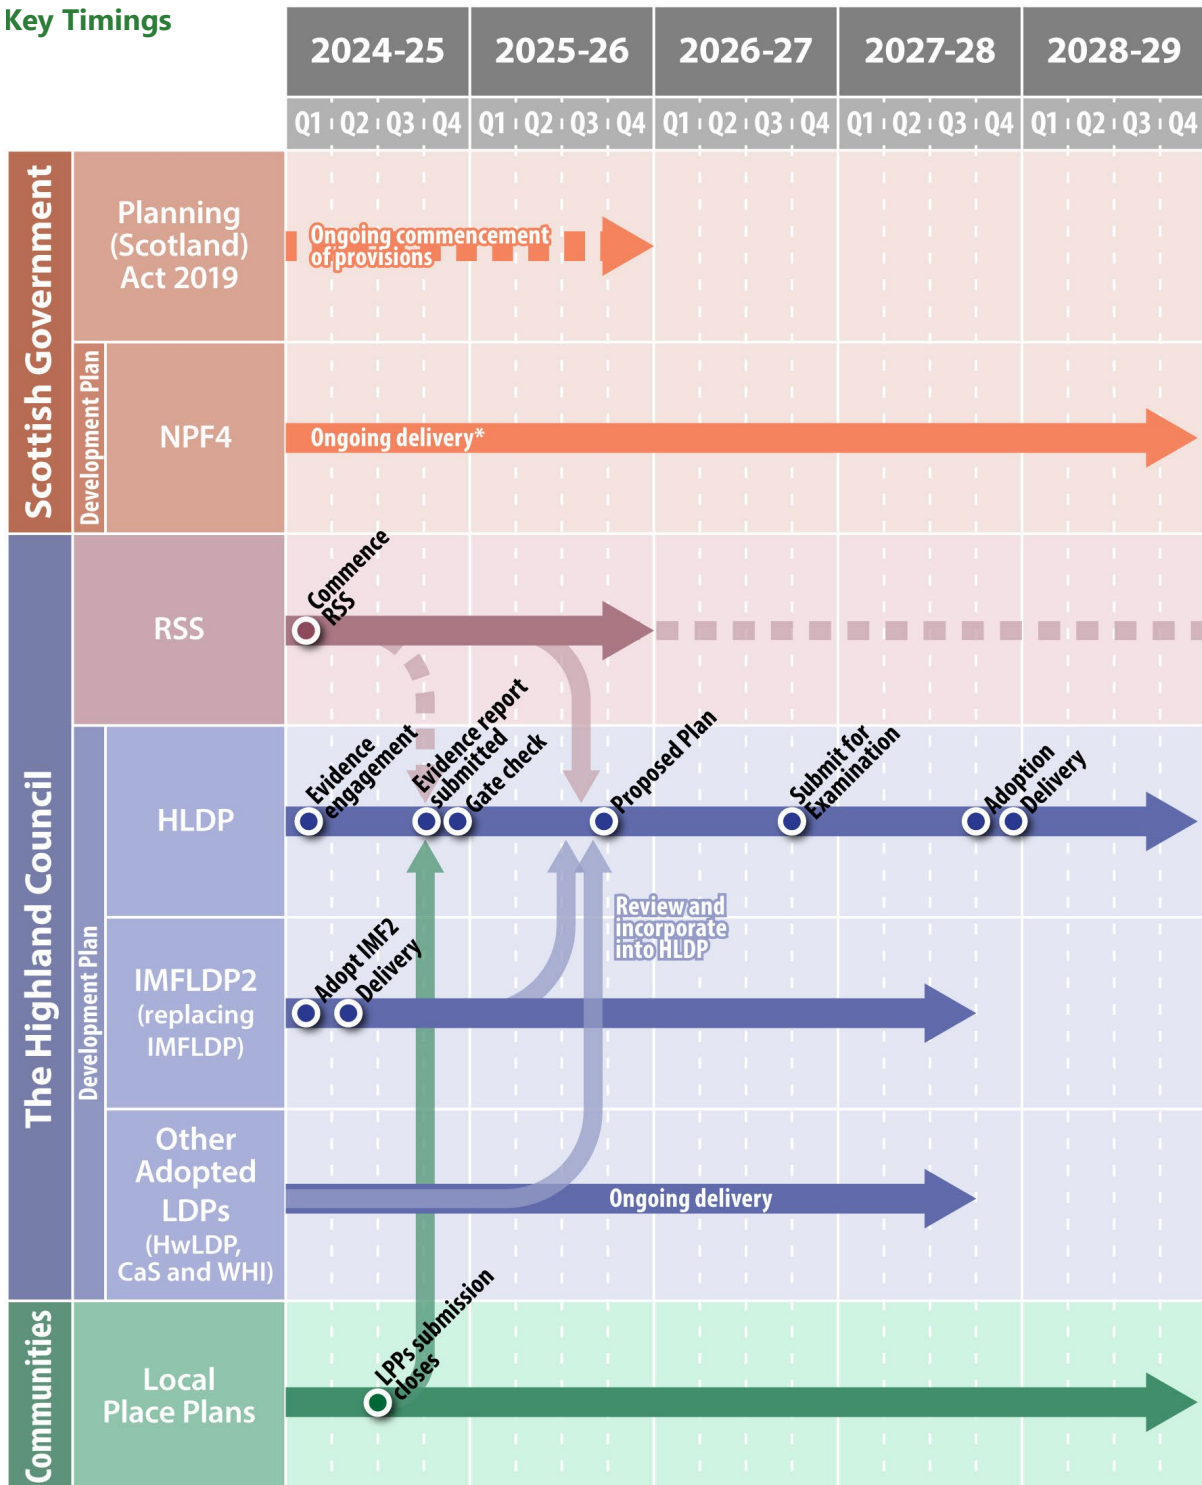 Key Timings
2024-25 2025-26 2026-27 2027-28 2028-29
Q1 Q2 Q3 Q4 Q1 Q2 Q3 Q4 Q1 Q2 Q3 Q4 Q1 Q2 Q3 Q4 Q1 Q2 Q3 Q4
Scottish Government
Planning
(Scotland)
Act 2019
Ongoing commencement
of provisions
Development Plan
NPF4
Ongoing delivery*
The Highland Council
RSS
Commence
RSS
Development Plan
HLDP
Evidence
engagement
Evidence report
submitted
Gate check
Proposed Plan
Submit for
Examination
Adoption
Delivery
Review and
incorporate
into HLDP
IMFLDP2
(replacing
IMFLDP)
Adopt IMF2
Delivery
Other
Adopted
LDPs
(HwLDP,
CaS and WHI)
Ongoing delivery
Communities
Local
Place Plans
LPPs submission
closes